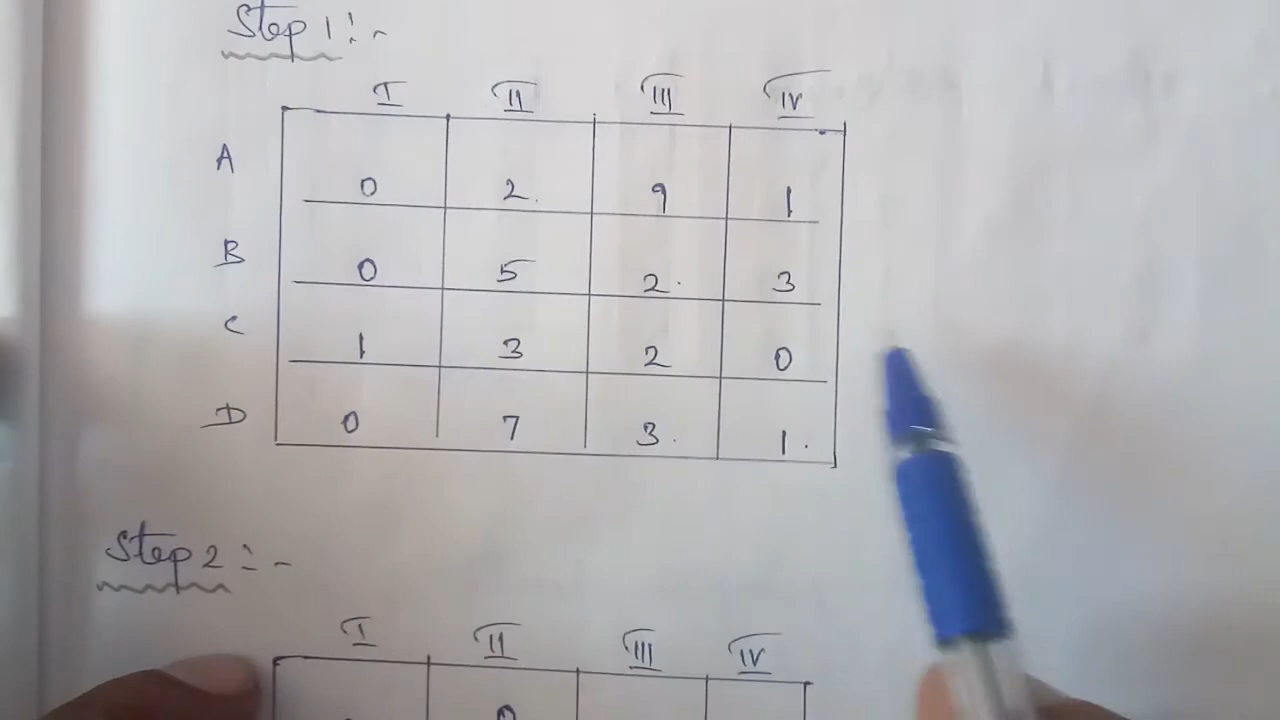 Step 1 :-
I II III IV
A 0 2. 9 1
B 0 5 2. 3
C 1 3 2 0
D 0 7 3. 1.
Step 2 :-
I II III IV